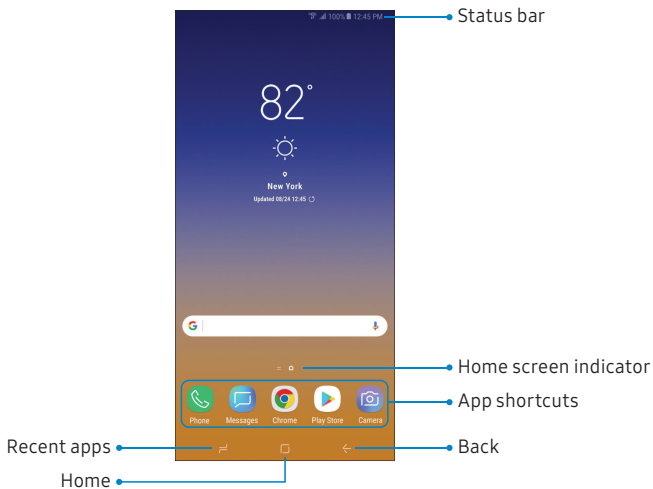 100% 12:45 PM
Status bar
82°
New York
Updated 08/24 12:45
G
Home screen indicator
App shortcuts
Phone Messages Chrome Play Store Camera
Recent apps
Back
Home